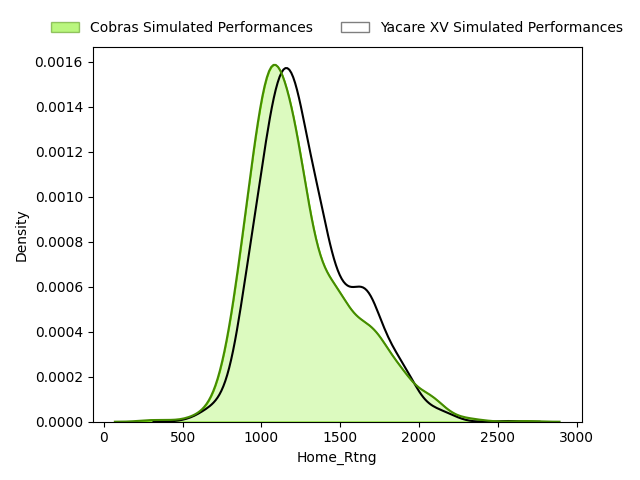 Cobras Simulated Performances Yacare XV Simulated Performances
0.0016
0.0014
0.0012
0.0010
0.0008
0.0006
0.0004
0.0002
0.0000
Density
0 500 1000 1500 2000 2500 3000
Home_Rtng